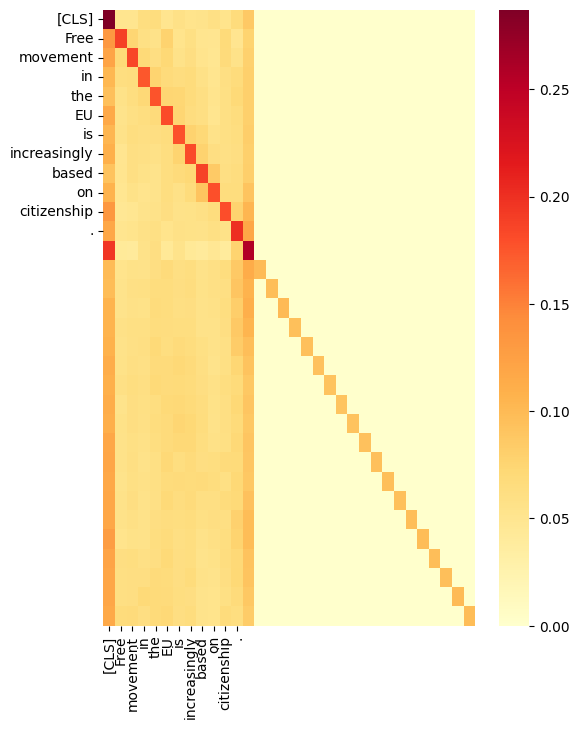 [CLS]
Free
movement
in
the
EU
is
increasingly
based
on
citizenship
.
0.25
0.20
0.15
0.10
0.05
0.00
[CLS]
Free
movement
in
the
EU
is
increasingly
based
on
citizenship
.